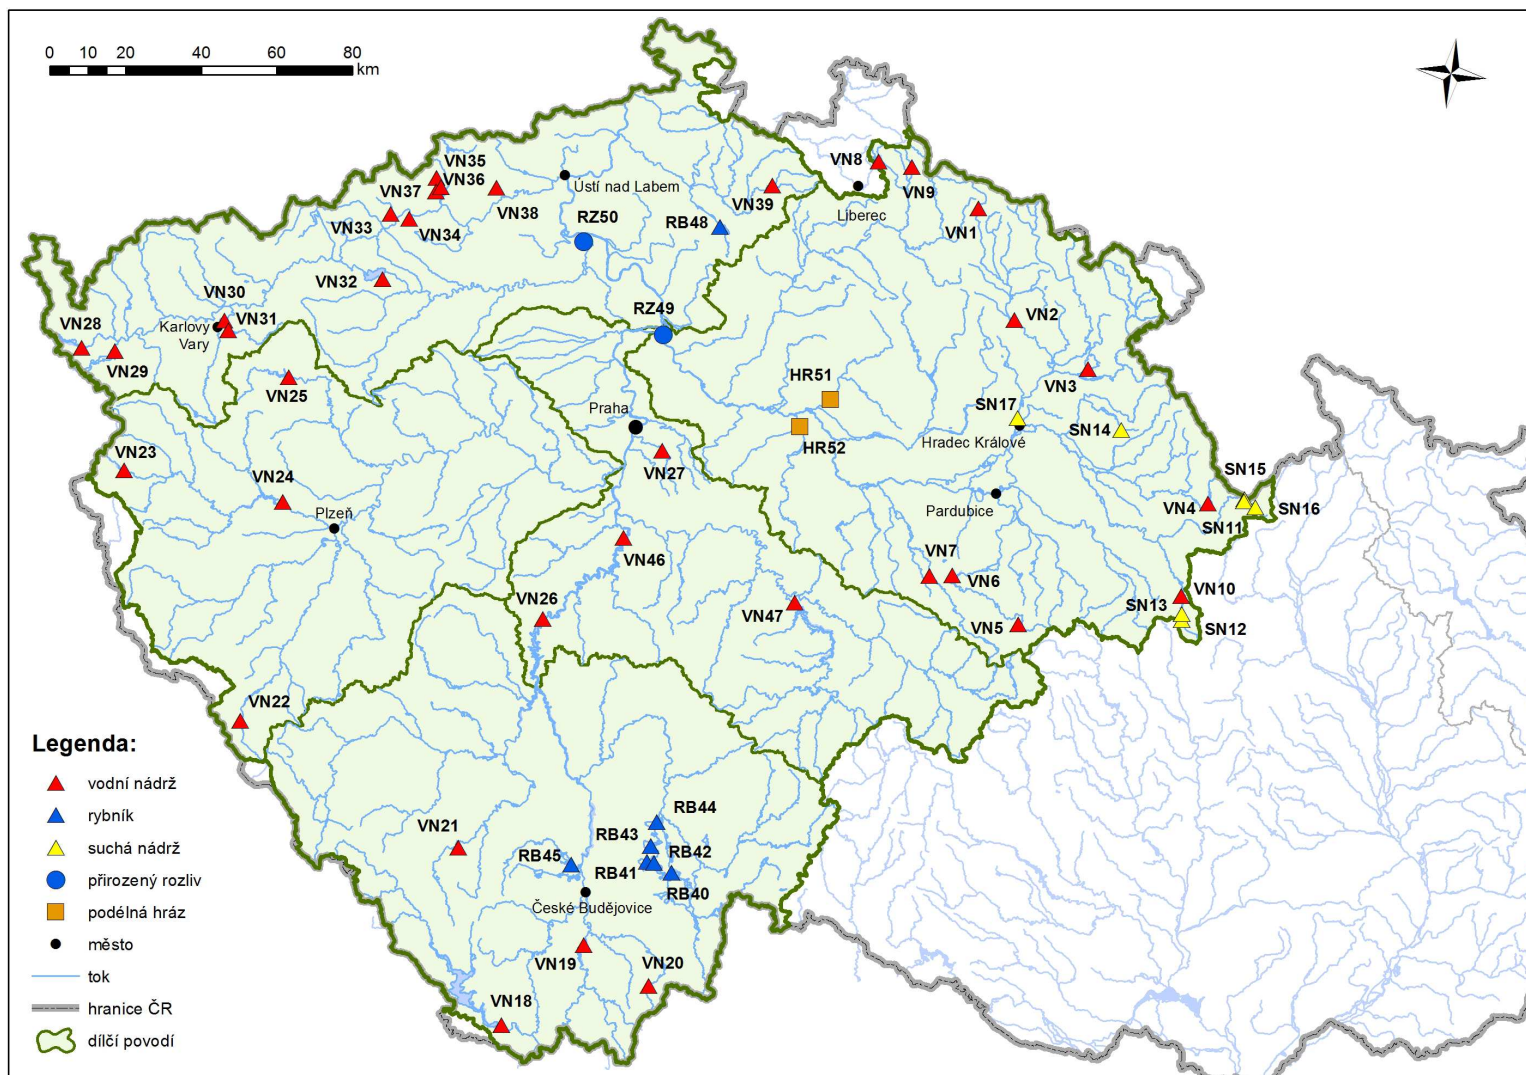 0 10 20 40 60 80
km
VN35
VN36
VN37
VN38
Ústí nad Labem
VN33
VN34
RZ50
RB48
VN39
VN8
VN9
Liberec
VN1
VN32
VN30
VN31
Karlovy
Vary
VN28
VN29
RZ49
VN2
VN25
HR51
VN3
Praha
SN17
Hradec Králové
SN14
HR52
VN23
VN24
VN27
Plzeň
Pardubice
SN15
VN4
SN11
SN16
VN46
VN7
VN6
VN26
VN47
VN10
SN13
SN12
VN5
VN22
Legenda:
vodní nádrž
rybník
suchá nádrž
přirozený rozliv
podélná hráz
město
tok
hranice ČR
dílčí povodí
VN21
RB44
RB43
RB45
RB42
RB41
RB40
České Budějovice
VN19
VN20
VN18